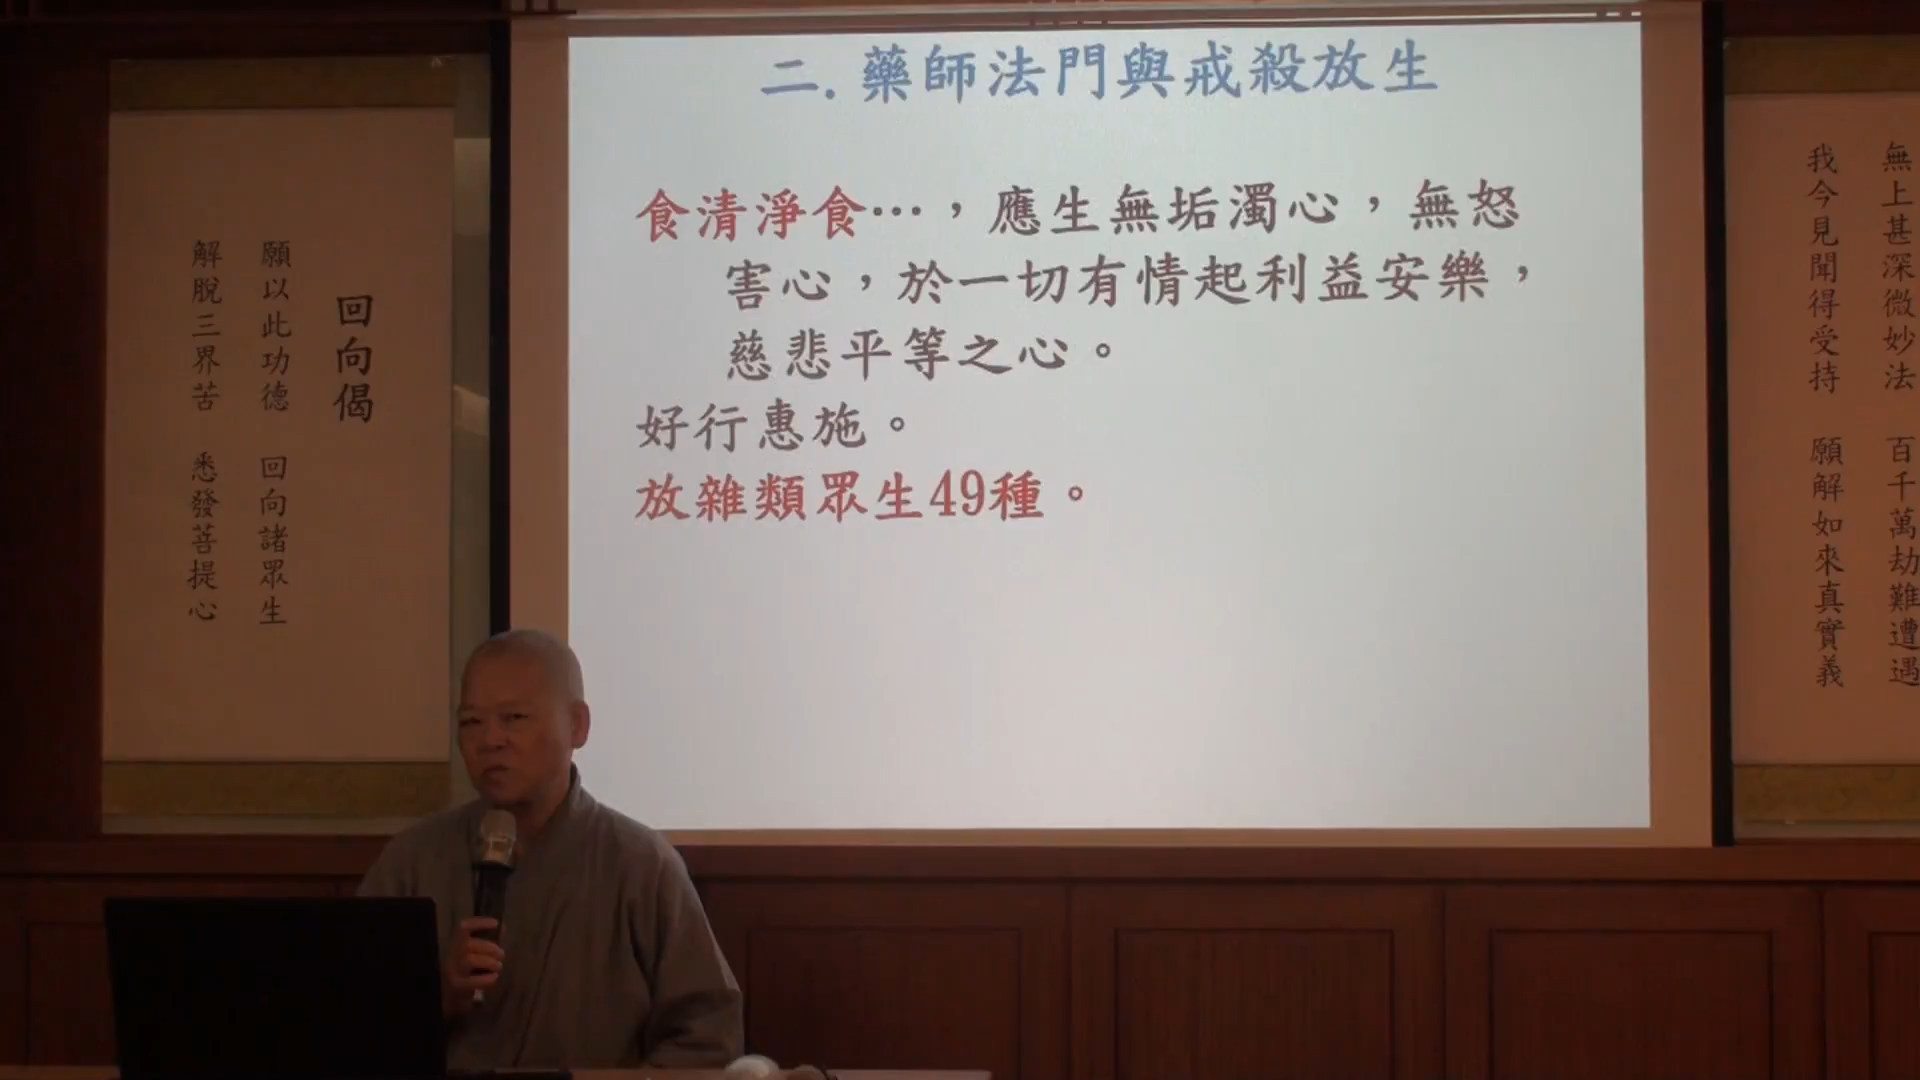 二.藥師法門與戒殺放生
食清淨食…，應生無垢濁心，無怒
害心，於一切有情起利益安樂，
慈悲平等之心。
好行惠施。
放雜類眾生49種。
回向偈
願以此功德 回向諸眾生
解脫三界苦 悉發菩提心
無上甚深微妙法 百千萬劫難遭遇
我今見聞得受持 願解如來真實義